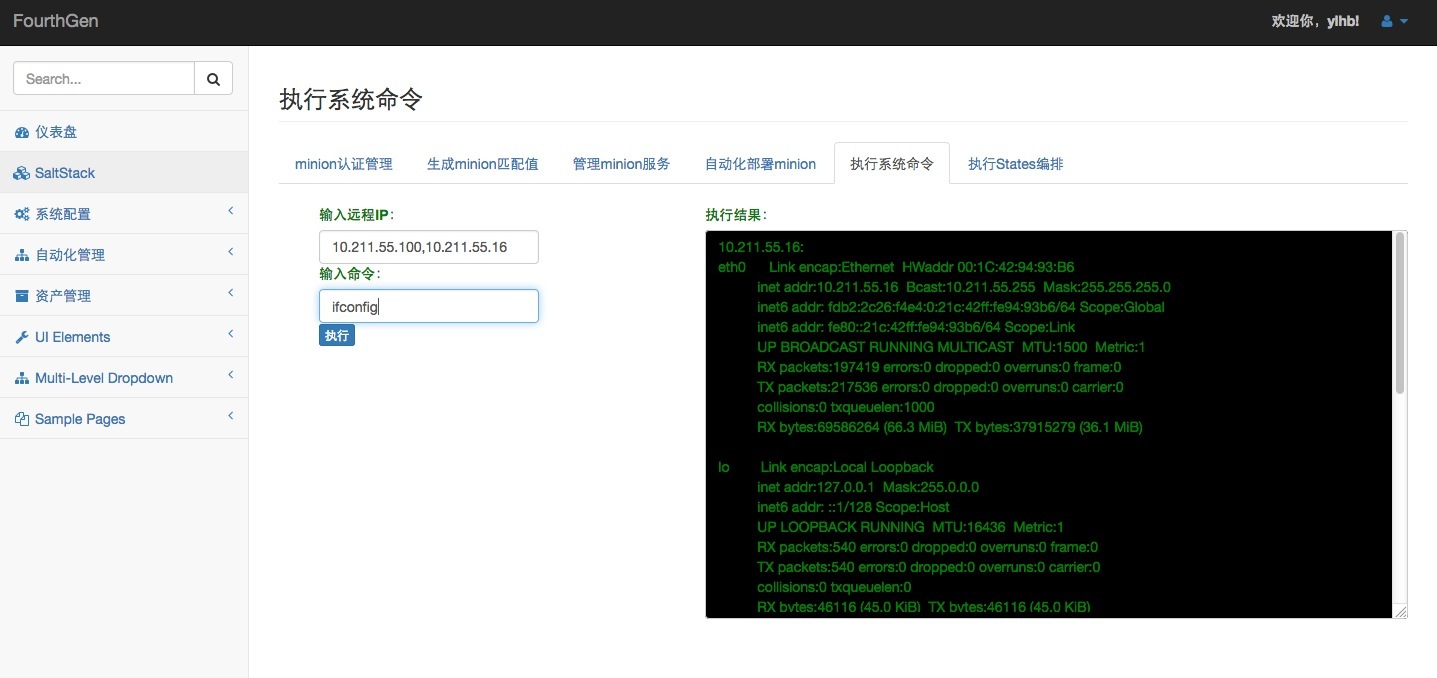 FourthGen
欢迎你，ylhb!
Search...
仪表盘
SaltStack
系统配置
自动化管理
资产管理
UI Elements
Multi-Level Dropdown
Sample Pages
执行系统命令
minion认证管理 生成minion匹配值 管理minion服务 自动化部署minion 执行系统命令 执行States编排
输入远程IP：
10.211.55.100,10.211.55.16
输入命令：
ifconfig
执行
执行结果：
10.211.55.16:
eth0 Link encap:Ethernet HWaddr 00:1C:42:94:93:B6
inet addr:10.211.55.16 Bcast:10.211.55.255 Mask:255.255.255.0
inet6 addr: fdb2:2c26:f4e4:0:21c:42ff:fe94:93b6/64 Scope:Global
inet6 addr: fe80::21c:42ff:fe94:93b6/64 Scope:Link
UP BROADCAST RUNNING MULTICAST MTU:1500 Metric:1
RX packets:197419 errors:0 dropped:0 overruns:0 frame:0
TX packets:217536 errors:0 dropped:0 overruns:0 carrier:0
collisions:0 txqueuelen:1000
RX bytes:69586264 (66.3 MiB) TX bytes:37915279 (36.1 MiB)
lo Link encap:Local Loopback
inet addr:127.0.0.1 Mask:255.0.0.0
inet6 addr: ::1/128 Scope:Host
UP LOOPBACK RUNNING MTU:16436 Metric:1
RX packets:540 errors:0 dropped:0 overruns:0 frame:0
TX packets:540 errors:0 dropped:0 overruns:0 carrier:0
collisions:0 txqueuelen:0
RX bytes:46116 (45.0 KiB) TX bytes:46116 (45.0 KiB)